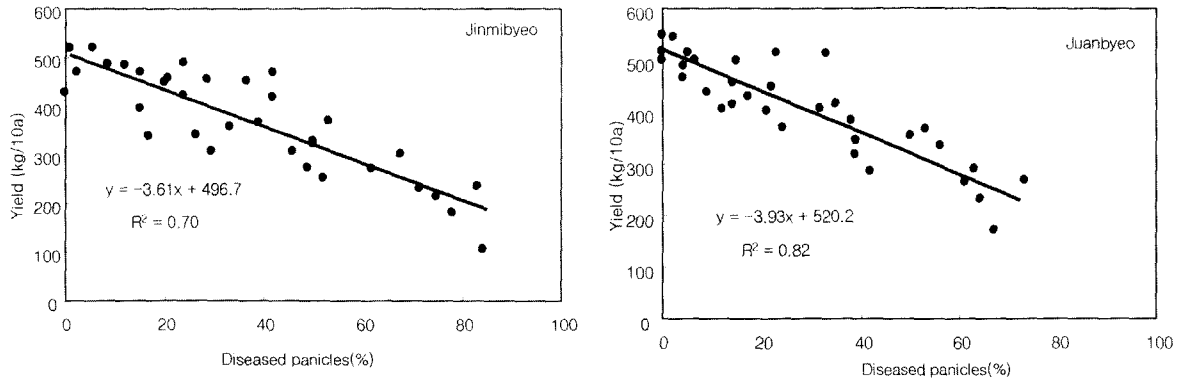 Jinmibyeo
600
500
400
300
200
100
0
Yield (kg/10a)
y = -3.61x + 496.7
R² = 0.70
0 20 40 60 80 100
Diseased panicles(%)
Juanbyeo
600
500
400
300
200
100
0
Yield (kg/10a)
y = -3.93x + 520.2
R² = 0.82
0 20 40 60 80 100
Diseased panicles(%)